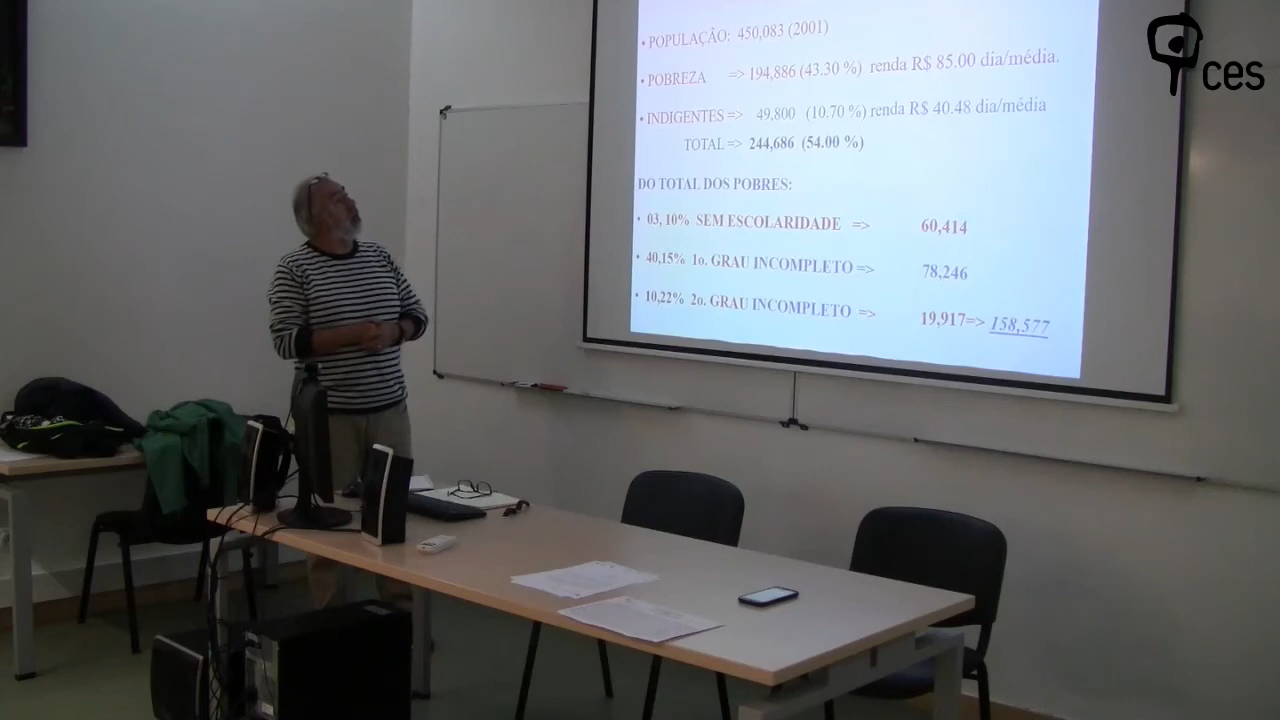 • POPULAÇÃO: 450,083 (2001)
• POBREZA => 194,886 (43.30 %) renda R$ 85.00 dia/média.
• INDIGENTES => 49,800 (10.70 %) renda R$ 40.48 dia/média
TOTAL => 244,686 (54.00 %)
DO TOTAL DOS POBRES:
• 03, 10% SEM ESCOLARIDADE => 60,414
• 40,15% 1o. GRAU INCOMPLETO => 78,246
• 10,22% 2o. GRAU INCOMPLETO => 19,917=> 158,577
ces